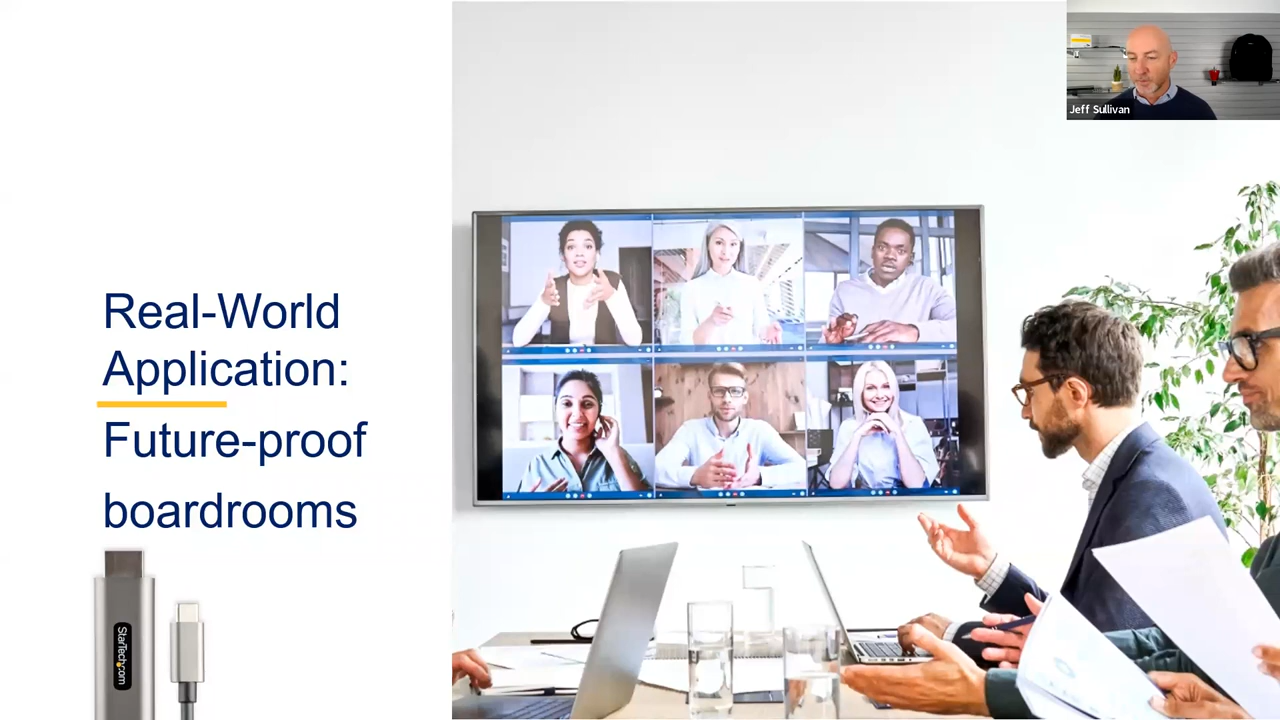 Jeff Sullivan
Real-World
Application:
Future-proof
boardrooms
StarTech.com